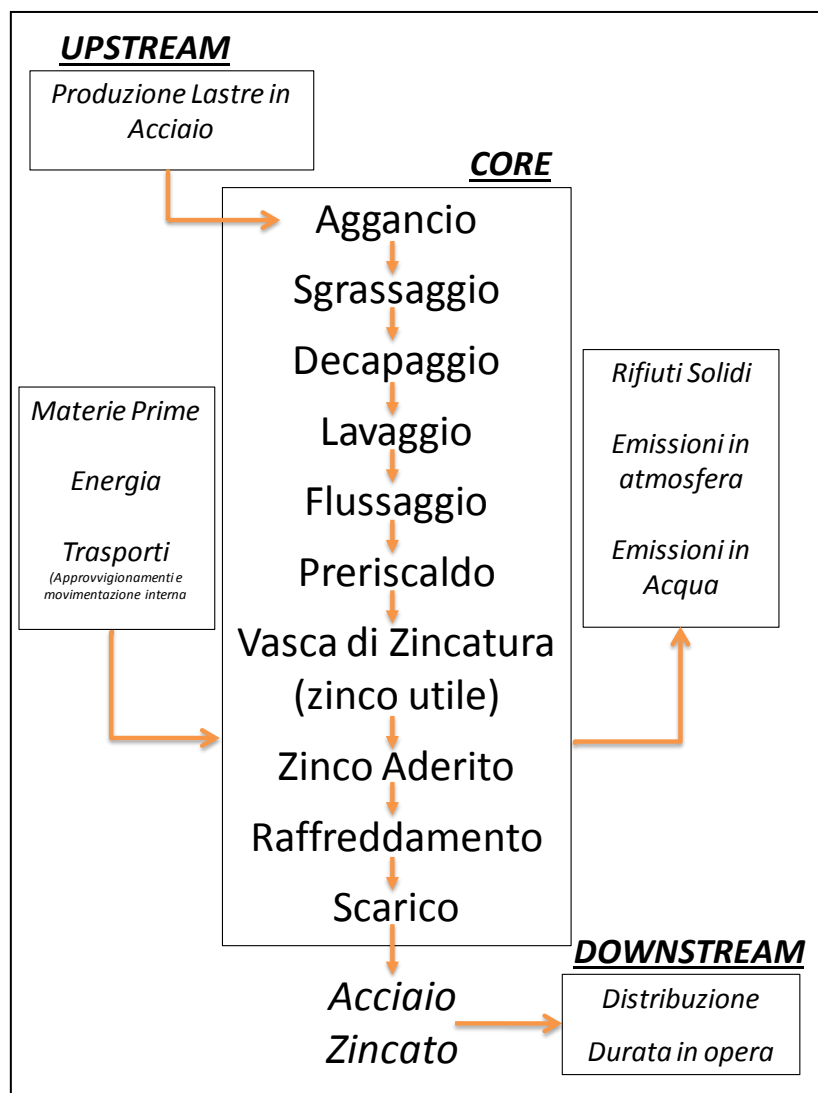 UPSTREAM
Produzione Lastre in
Acciaio
CORE
Aggancio
Sgrassaggio
Decapaggio
Lavaggio
Flussaggio
Preriscaldo
Vasca di Zincatura
(zinco utile)
Zinco Aderito
Raffreddamento
Scarico
Materie Prime
Energia
Trasporti
(Approvvigionamenti e
movimentazione interna
Rifiuti Solidi
Emissioni in
atmosfera
Emissioni in
Acqua
Acciaio
Zincato
DOWNSTREAM
Distribuzione
Durata in opera